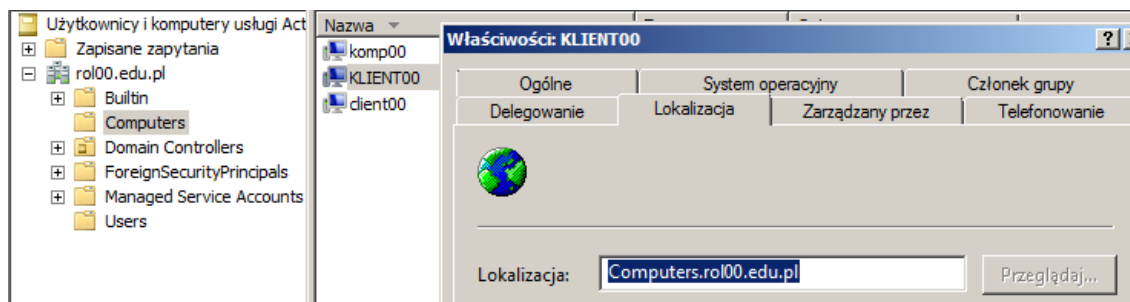 Użytkownicy i komputery usługi Act
Zapisane zapytania
rol00.edu.pl
Builtin
Computers
Domain Controllers
ForeignSecurityPrincipals
Managed Service Accounts
Users
Nazwa
komp00
KLIENT00
client00
Właściwości: KLIENT00
?
Ogólne
System operacyjny
Członek grupy
Delegowanie
Lokalizacja
Zarządzany przez
Telefonowanie
Lokalizacja:
Computers.rol00.edu.pl
Przeglądaj...